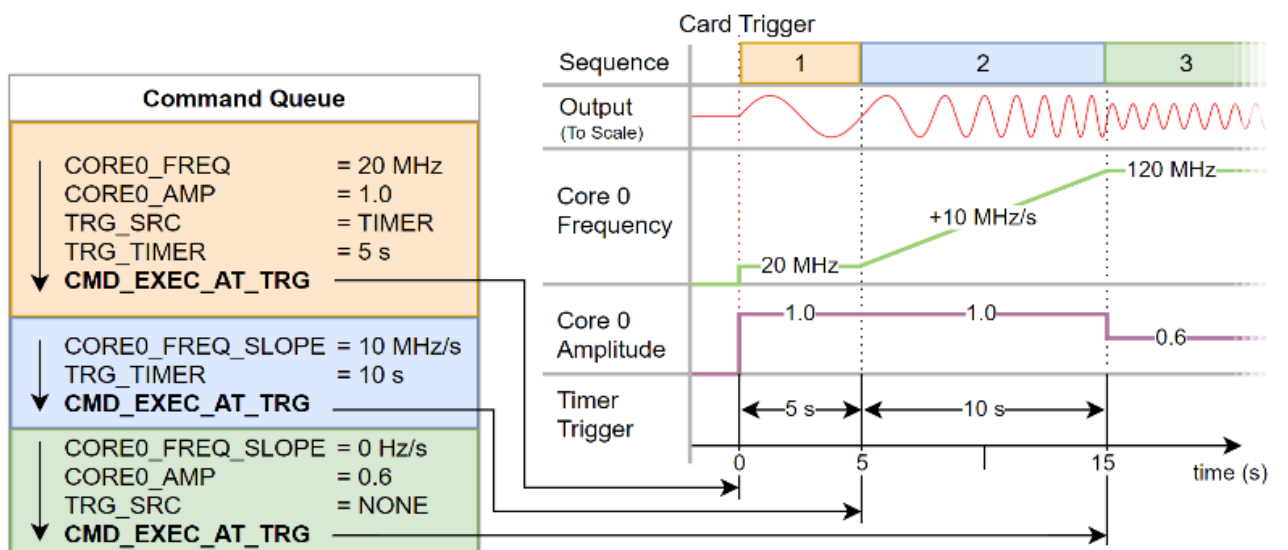 Command Queue
CORE0_FREQ = 20 MHz
CORE0_AMP = 1.0
TRG_SRC = TIMER
TRG_TIMER = 5 s
CMD_EXEC_AT_TRG
CORE0_FREQ_SLOPE = 10 MHz/s
TRG_TIMER = 10 s
CMD_EXEC_AT_TRG
CORE0_FREQ_SLOPE = 0 Hz/s
CORE0_AMP = 0.6
TRG_SRC = NONE
CMD_EXEC_AT_TRG
Card Trigger
Sequence 1 2 3
Output
(To Scale)
Core 0
Frequency
20 MHz
+10 MHz/s
120 MHz
Core 0
Amplitude
1.0 1.0 0.6
Timer
Trigger
5 s 10 s
0 5 15
time (s)